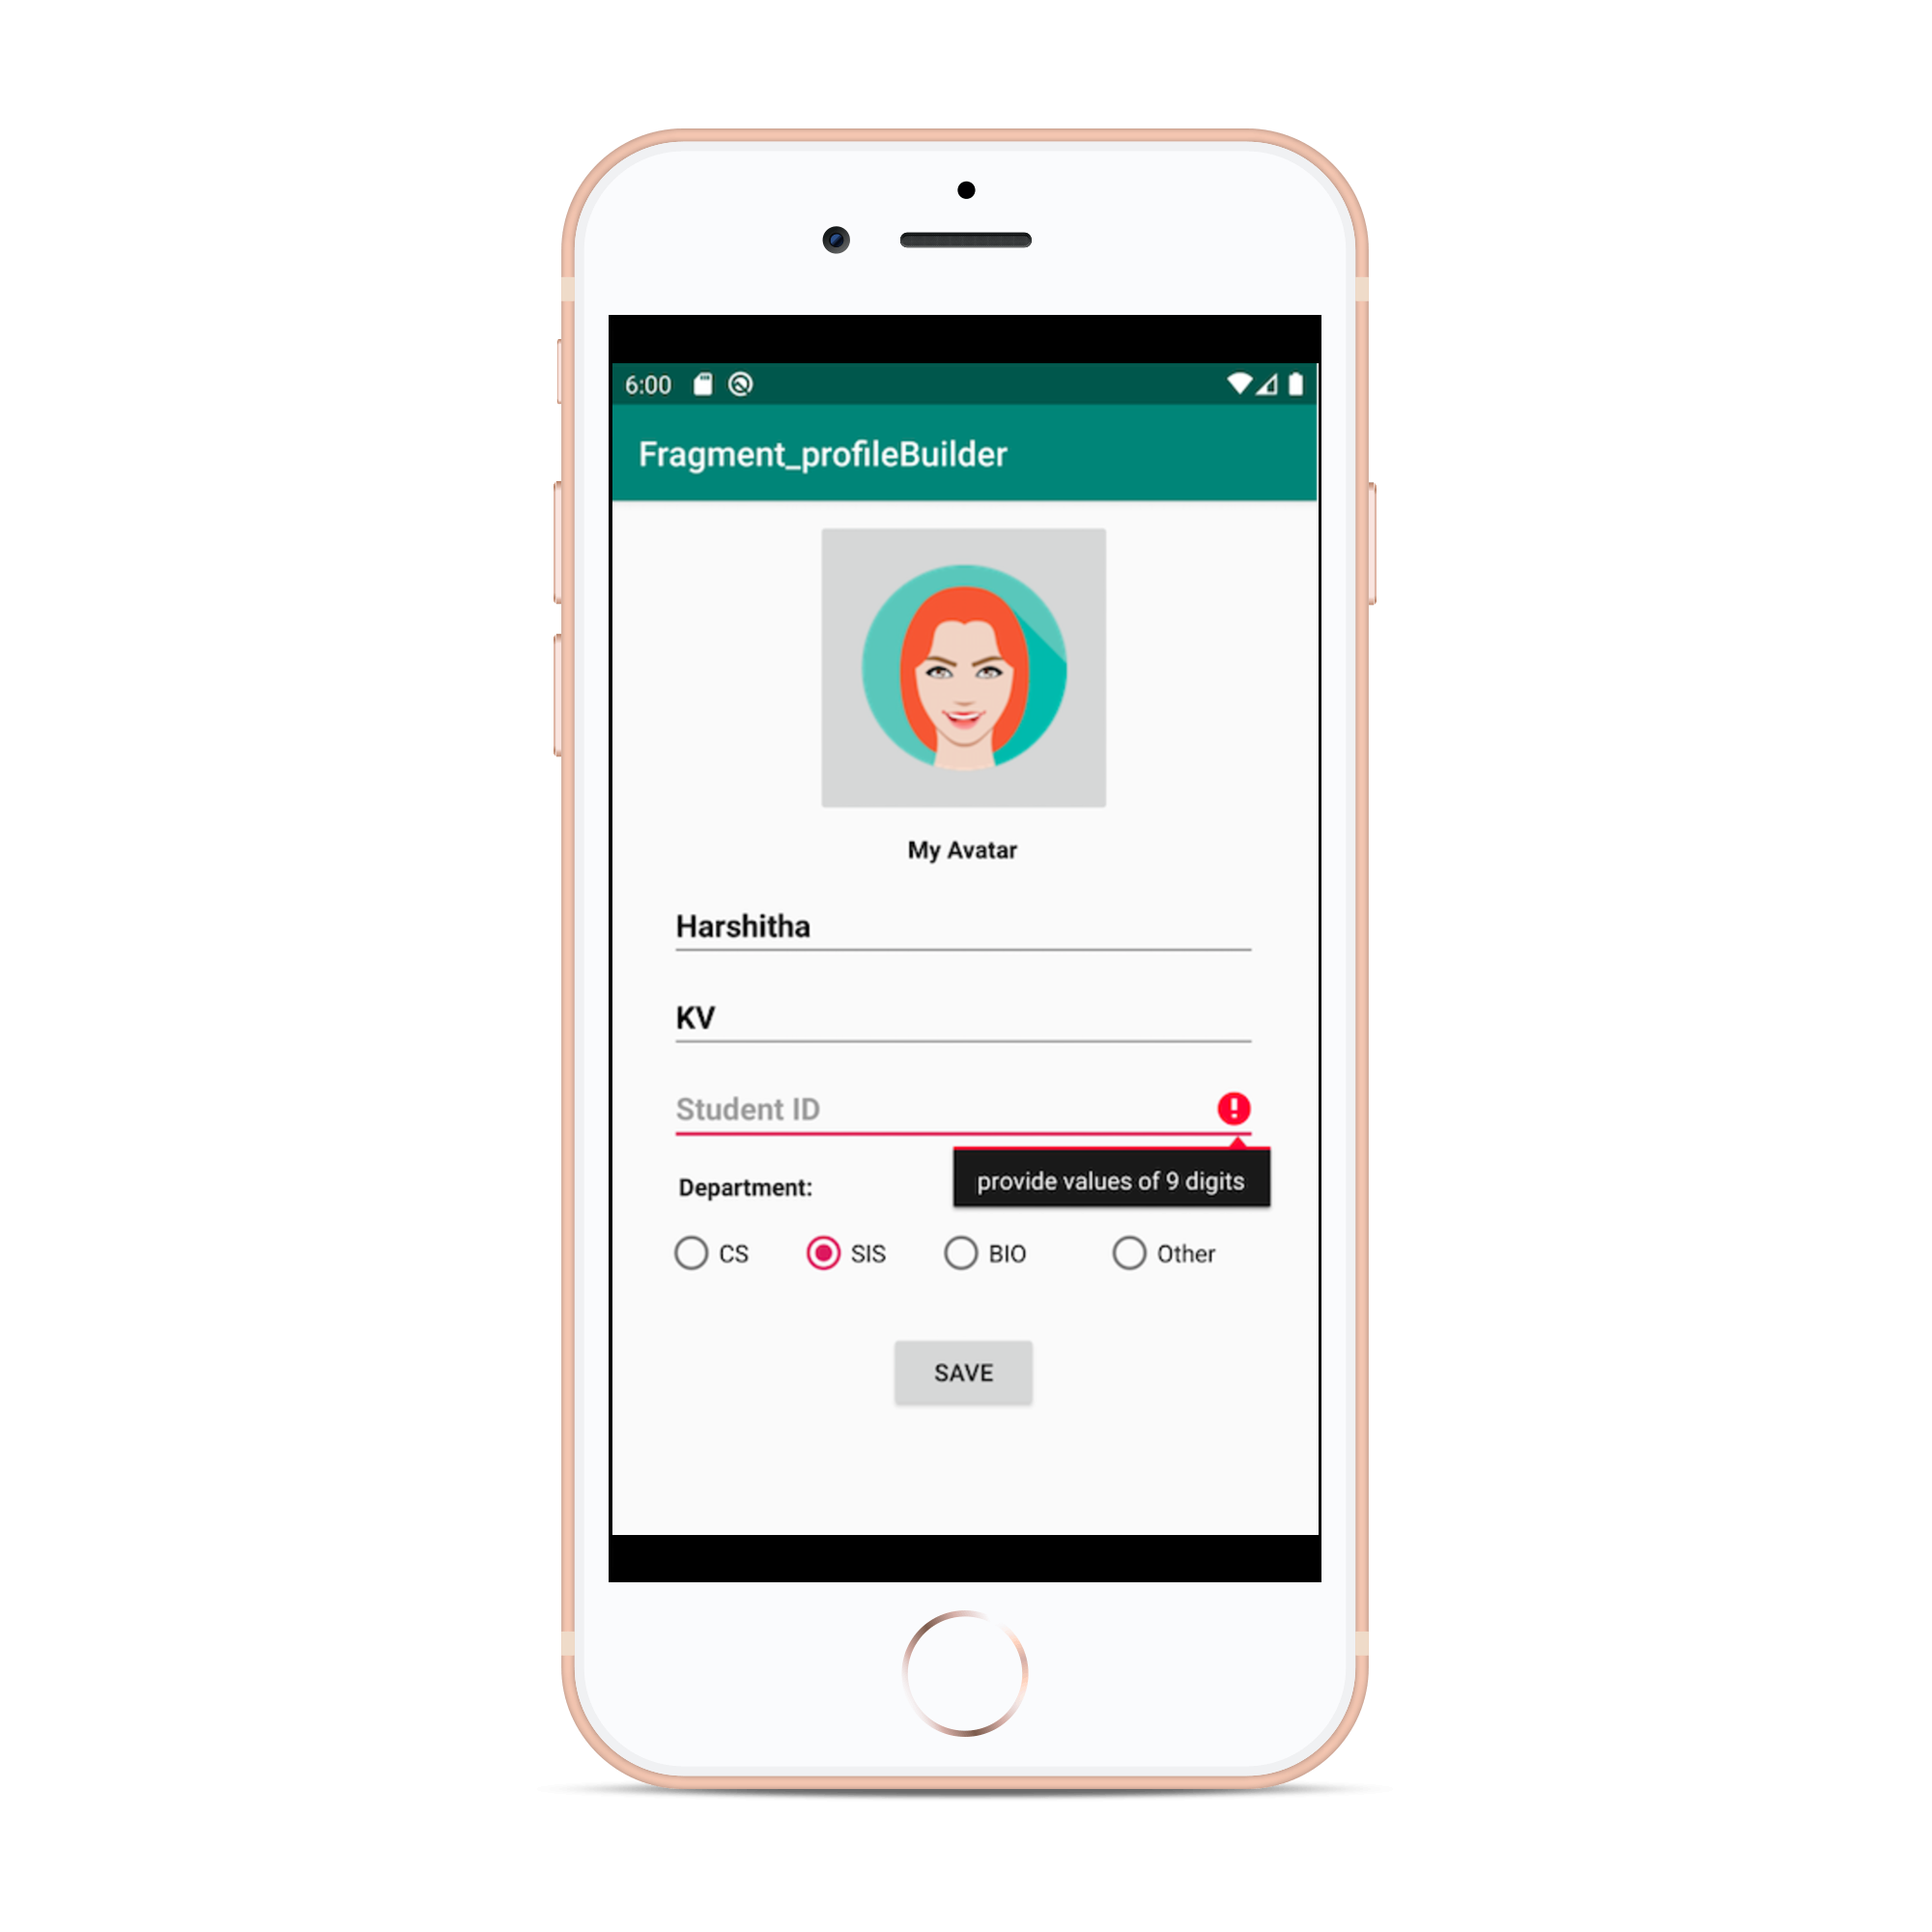 6:00
Fragment_profileBuilder
My Avatar
Harshitha
KV
Student ID
provide values of 9 digits
Department:
CS SIS BIO Other
SAVE